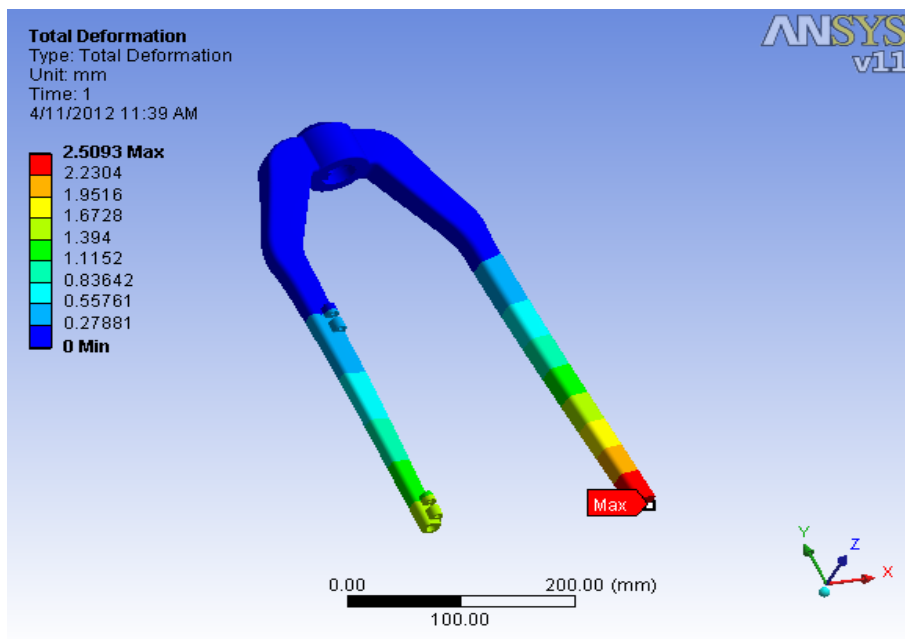 Total Deformation
Type: Total Deformation
Unit: mm
Time: 1
4/11/2012 11:39 AM
ANSYS
v11
2.5093 Max
2.2304
1.9516
1.6728
1.394
1.1152
0.83642
0.55761
0.27881
0 Min
Max
0.00
200.00 (mm)
100.00
Y
Z
X